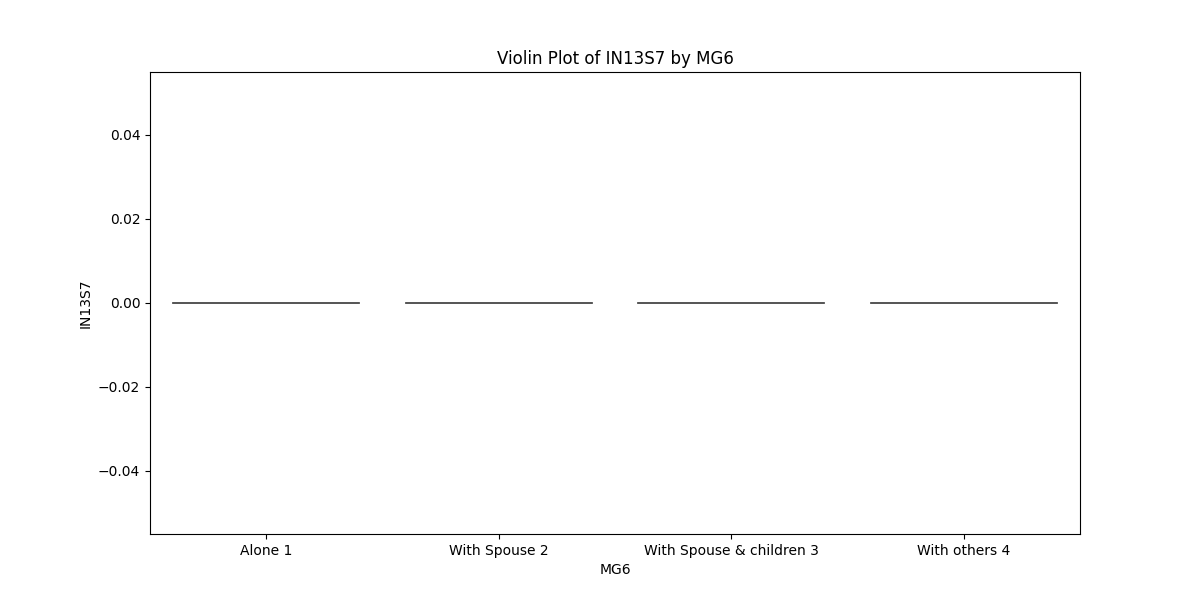 Violin Plot of IN13S7 by MG6
0.04
0.02
0.00
−0.02
−0.04
IN13S7
Alone 1
With Spouse 2
With Spouse & children 3
With others 4
MG6